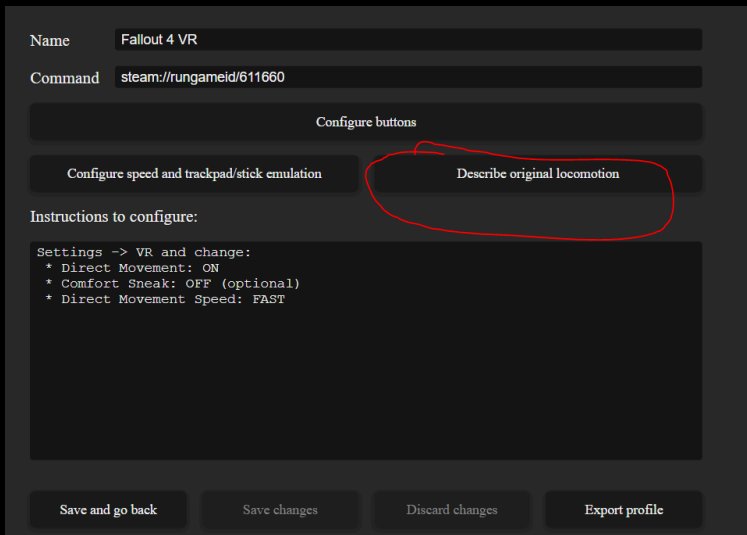 Name Fallout 4 VR
Command steam://rungameid/611660
Configure buttons
Configure speed and trackpad/stick emulation Describe original locomotion
Instructions to configure:
Settings -> VR and change:
* Direct Movement: ON
* Comfort Sneak: OFF (optional)
* Direct Movement Speed: FAST
Save and go back Save changes Discard changes Export profile